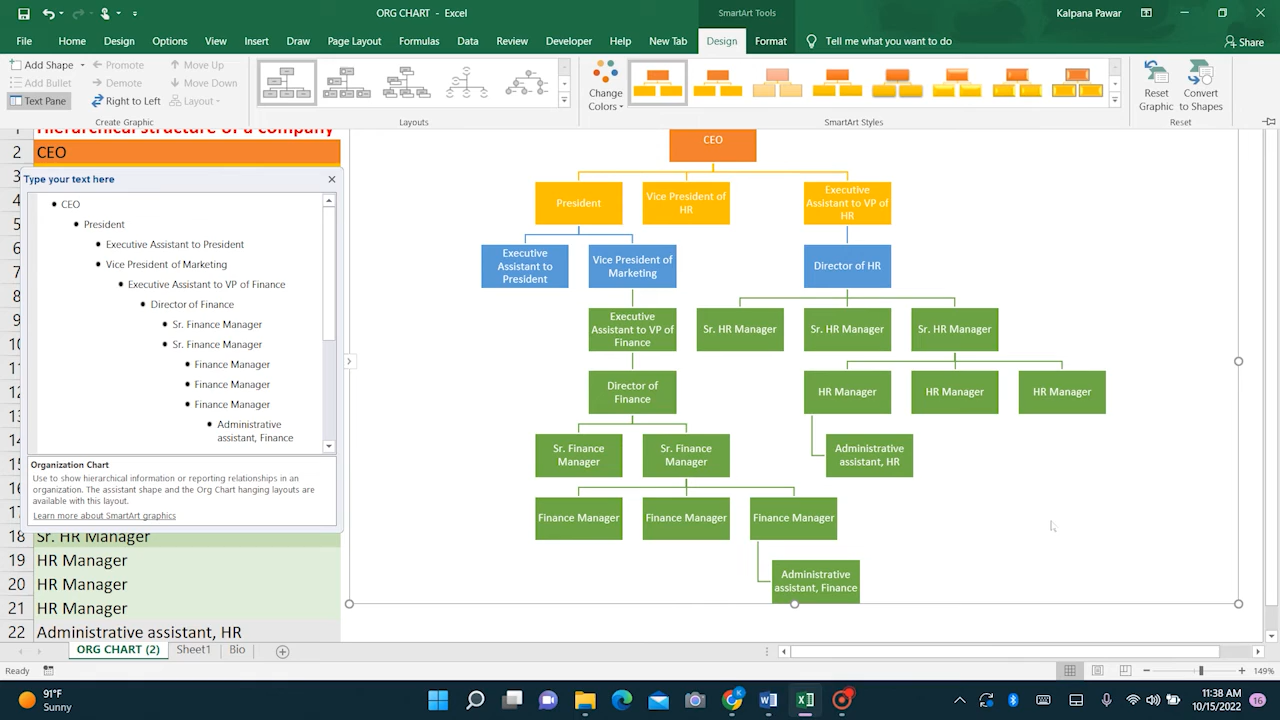 ORG CHART - Excel
SmartArt Tools
Kalpana Pawar
File
Home
Design
Options
View
Insert
Draw
Page Layout
Formulas
Data
Review
Developer
Help
New Tab
Design
Format
Tell me what you want to do
Share
Add Shape
Promote
Move Up
Add Bullet
Demote
Move Down
Text Pane
Right to Left
Layout
Create Graphic
Layouts
Change
Colors
SmartArt Styles
Reset
Graphic
Convert
to Shapes
Reset
Hierarchical structure of a company
2
CEO
Type your text here
CEO
President
Executive Assistant to President
Vice President of Marketing
Executive Assistant to VP of Finance
Director of Finance
Sr. Finance Manager
Sr. Finance Manager
Finance Manager
Finance Manager
Finance Manager
Administrative
assistant, Finance
Organization Chart
Use to show hierarchical information or reporting relationships in an
organization. The assistant shape and the Org Chart hanging layouts are
available with this layout.
Learn more about SmartArt graphics
18
Sr. HR Manager
19
HR Manager
20
HR Manager
21
HR Manager
22
Administrative assistant, HR
CEO
President
Vice President of
HR
Executive
Assistant to VP of
HR
Executive
Assistant to
President
Vice President of
Marketing
Director of HR
Executive
Assistant to VP of
Finance
Sr. HR Manager
Sr. HR Manager
Sr. HR Manager
Director of
Finance
HR Manager
HR Manager
HR Manager
Sr. Finance
Manager
Sr. Finance
Manager
Administrative
assistant, HR
Finance Manager
Finance Manager
Finance Manager
Administrative
assistant, Finance
ORG CHART (2)
Sheet1
Bio
Ready
149%
91°F
Sunny
11:38 AM
10/15/2022